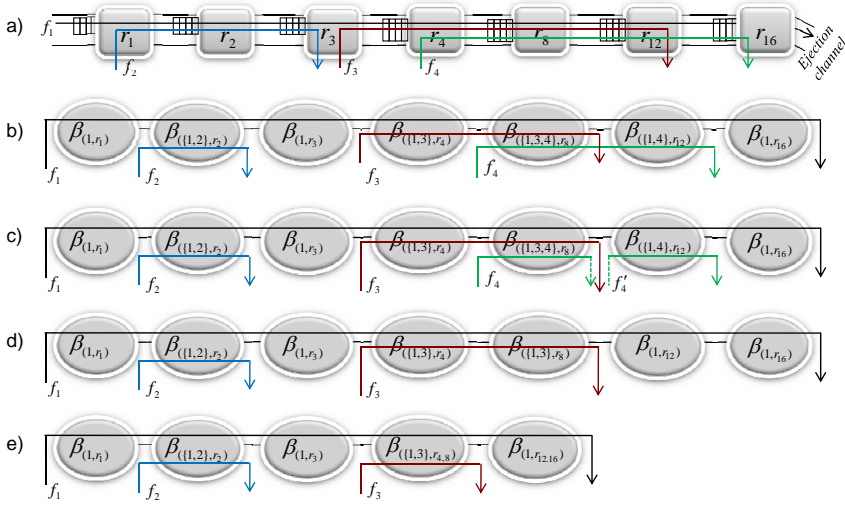 a) f₁ r₁ r₂ r₃ r₄ r₈ r₁₂ r₁₆ Ejection channel
f₂ f₃ f₄
b) β(1,r₁) β({1,2},r₂) β(1,r₃) β({1,3},r₄) β({1,3,4},r₈) β({1,4},r₁₂) β(1,r₁₆)
f₁ f₂ f₃ f₄
c) β(1,r₁) β({1,2},r₂) β(1,r₃) β({1,3},r₄) β({1,3,4},r₈) β({1,4},r₁₂) β(1,r₁₆)
f₁ f₂ f₃ f₄ f₄′
d) β(1,r₁) β({1,2},r₂) β(1,r₃) β({1,3},r₄) β({1,3},r₈) β(1,r₁₂) β(1,r₁₆)
f₁ f₂ f₃
e) β(1,r₁) β({1,2},r₂) β(1,r₃) β({1,3},r₄,₈) β(1,r₁₂.₁₆)
f₁ f₂ f₃